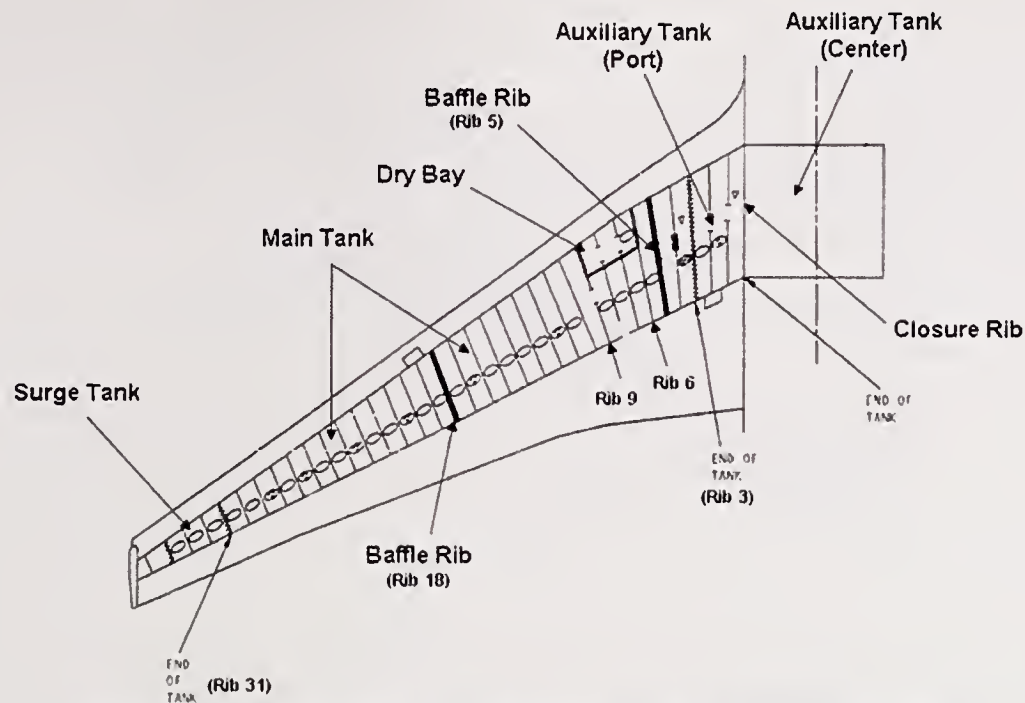 Auxiliary Tank
(Center)
Auxiliary Tank
(Port)
Baffle Rib
(Rib 5)
Dry Bay
Main Tank
Surge Tank
Closure Rib
Rib 6
Rib 9
END OF
TANK
END OF
TANK
(Rib 3)
Baffle Rib
(Rib 18)
END
OF
TANK
(Rib 31)